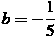 b = -1/5